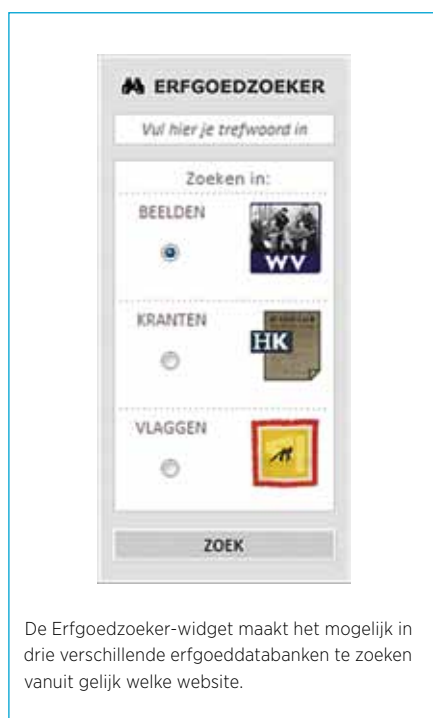 ERFGOEDZOEKER
Vul hier je trefwoord in
Zoeken in:
BEELDEN
WV
KRANTEN
HK
VLAGGEN
ZOEK
De Erfgoedzoeker-widget maakt het mogelijk in
drie verschillende erfgoeddatabanken te zoeken
vanuit gelijk welke website.